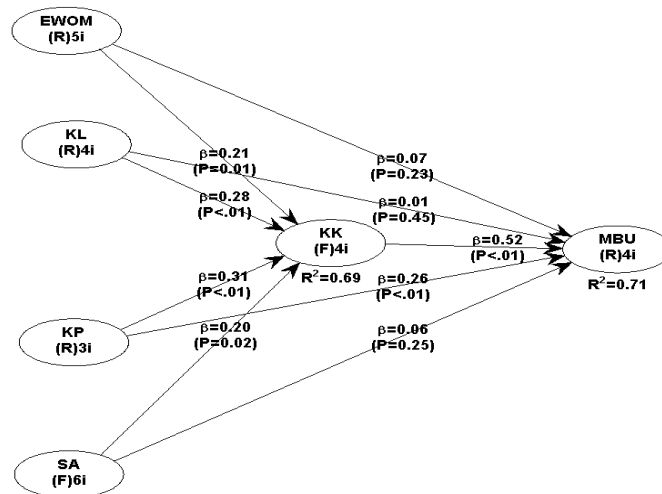 EWOM
(R)5i
KL
(R)4i
β=0.21
(P=0.01)
β=0.07
(P=0.23)
β=0.28
(P<.01)
β=0.01
(P=0.45)
KK
(F)4i
R²=0.69
β=0.52
(P<.01)
MBU
(R)4i
R²=0.71
β=0.31
(P<.01)
β=0.26
(P<.01)
KP
(R)3i
β=0.20
(P=0.02)
β=0.06
(P=0.25)
SA
(F)6i